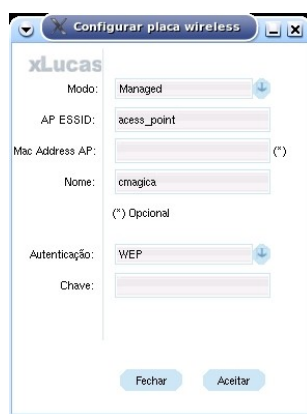 Configurar placa wireless
xLucas
Modo: Managed
AP ESSID: acess_point
Mac Address AP: (*)
Nome: cmagica
(*) Opcional
Autenticação: WEP
Chave:
Fechar Aceitar